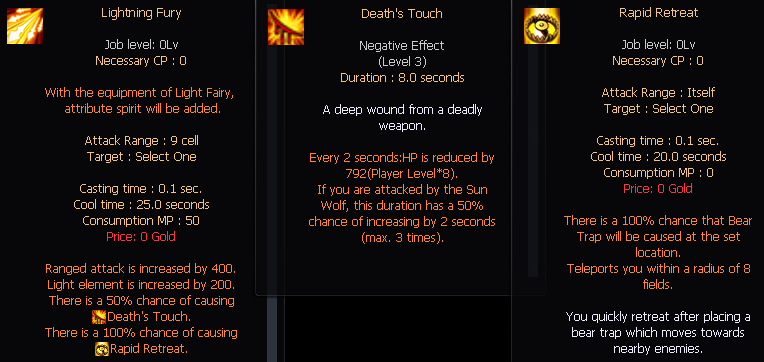 Lightning Fury
Job level: 0Lv
Necessary CP : 0
With the equipment of Light Fairy,
attribute spirit will be added.
Attack Range : 9 cell
Target : Select One
Casting time : 0.1 sec.
Cool time : 25.0 seconds
Consumption MP : 50
Price: 0 Gold
Ranged attack is increased by 400.
Light element is increased by 200.
There is a 50% chance of causing
Death's Touch.
There is a 100% chance of causing
Rapid Retreat.
Death's Touch
Negative Effect
(Level 3)
Duration : 8.0 seconds
A deep wound from a deadly
weapon.
Every 2 seconds:HP is reduced by
792(Player Level*8).
If you are attacked by the Sun
Wolf, this duration has a 50%
chance of increasing by 2 seconds
(max. 3 times).
Rapid Retreat
Job level: 0Lv
Necessary CP : 0
Attack Range : Itself
Target : Select One
Casting time : 0.1 sec.
Cool time : 20.0 seconds
Consumption MP : 0
Price: 0 Gold
There is a 100% chance that Bear
Trap will be caused at the set
location.
Teleports you within a radius of 8
fields.
You quickly retreat after placing a
bear trap which moves towards
nearby enemies.